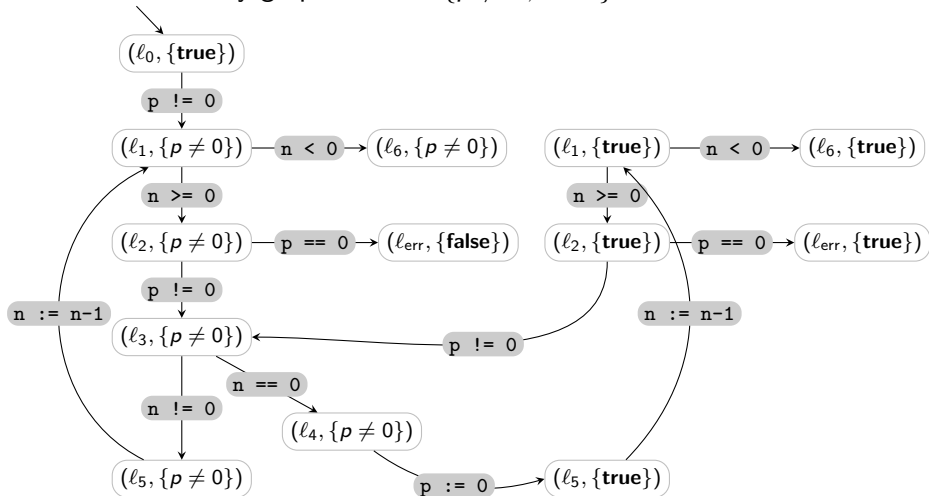 (ℓ₀, {true})
p != 0
(ℓ₁, {p ≠ 0}) n < 0 (ℓ₆, {p ≠ 0}) (ℓ₁, {true}) n < 0 (ℓ₆, {true})
n >= 0 n >= 0
(ℓ₂, {p ≠ 0}) p == 0 (ℓerr, {false}) (ℓ₂, {true}) p == 0 (ℓerr, {true})
p != 0
n := n-1 n := n-1
(ℓ₃, {p ≠ 0}) p != 0
n == 0
n != 0
(ℓ₄, {p ≠ 0})
(ℓ₅, {p ≠ 0}) p := 0 (ℓ₅, {true})